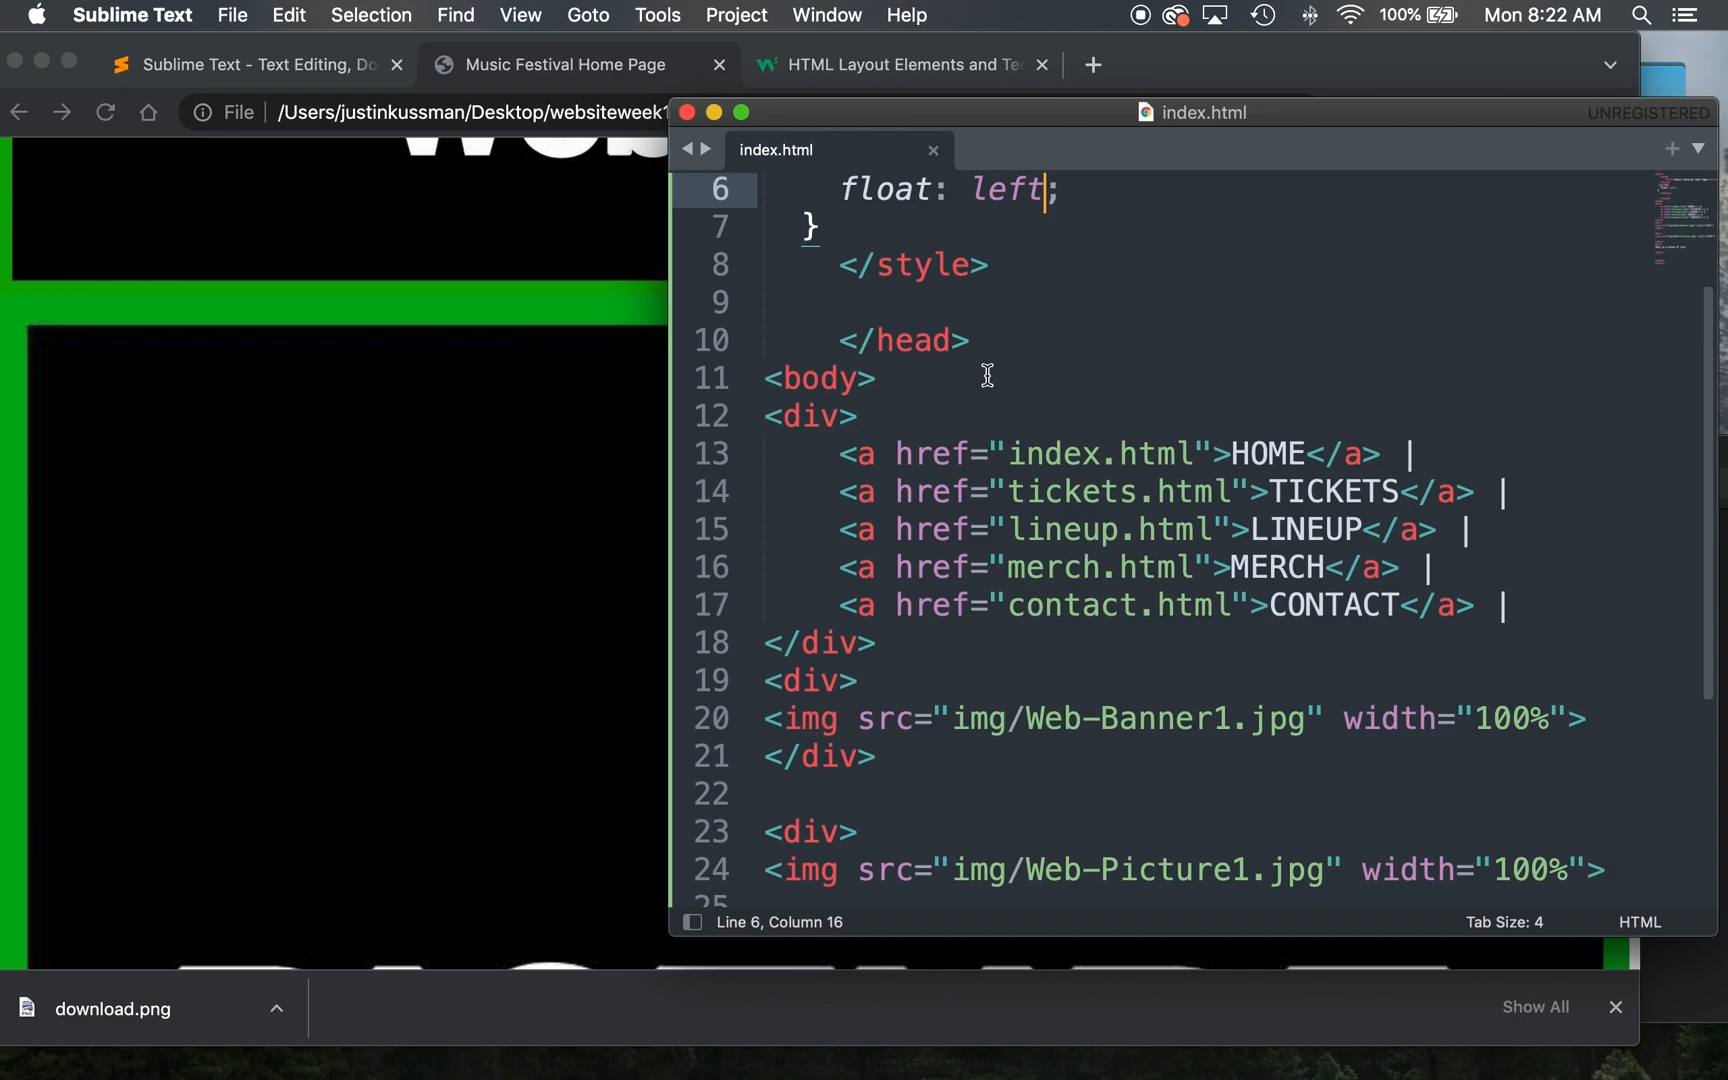 Sublime Text File Edit Selection Find View Goto Tools Project Window Help 100% Mon 8:22 AM
Sublime Text - Text Editing, Do
Music Festival Home Page
HTML Layout Elements and Te
File /Users/justinkussman/Desktop/websiteweek1
index.html
UNREGISTERED
index.html
6 float: left;
7 }
8 </style>
9
10 </head>
11 <body>
12 <div>
13 <a href="index.html">HOME</a> |
14 <a href="tickets.html">TICKETS</a> |
15 <a href="lineup.html">LINEUP</a> |
16 <a href="merch.html">MERCH</a> |
17 <a href="contact.html">CONTACT</a> |
18 </div>
19 <div>
20 <img src="img/Web-Banner1.jpg" width="100%">
21 </div>
22
23 <div>
24 <img src="img/Web-Picture1.jpg" width="100%">
25
Line 6, Column 16
Tab Size: 4
HTML
download.png
Show All